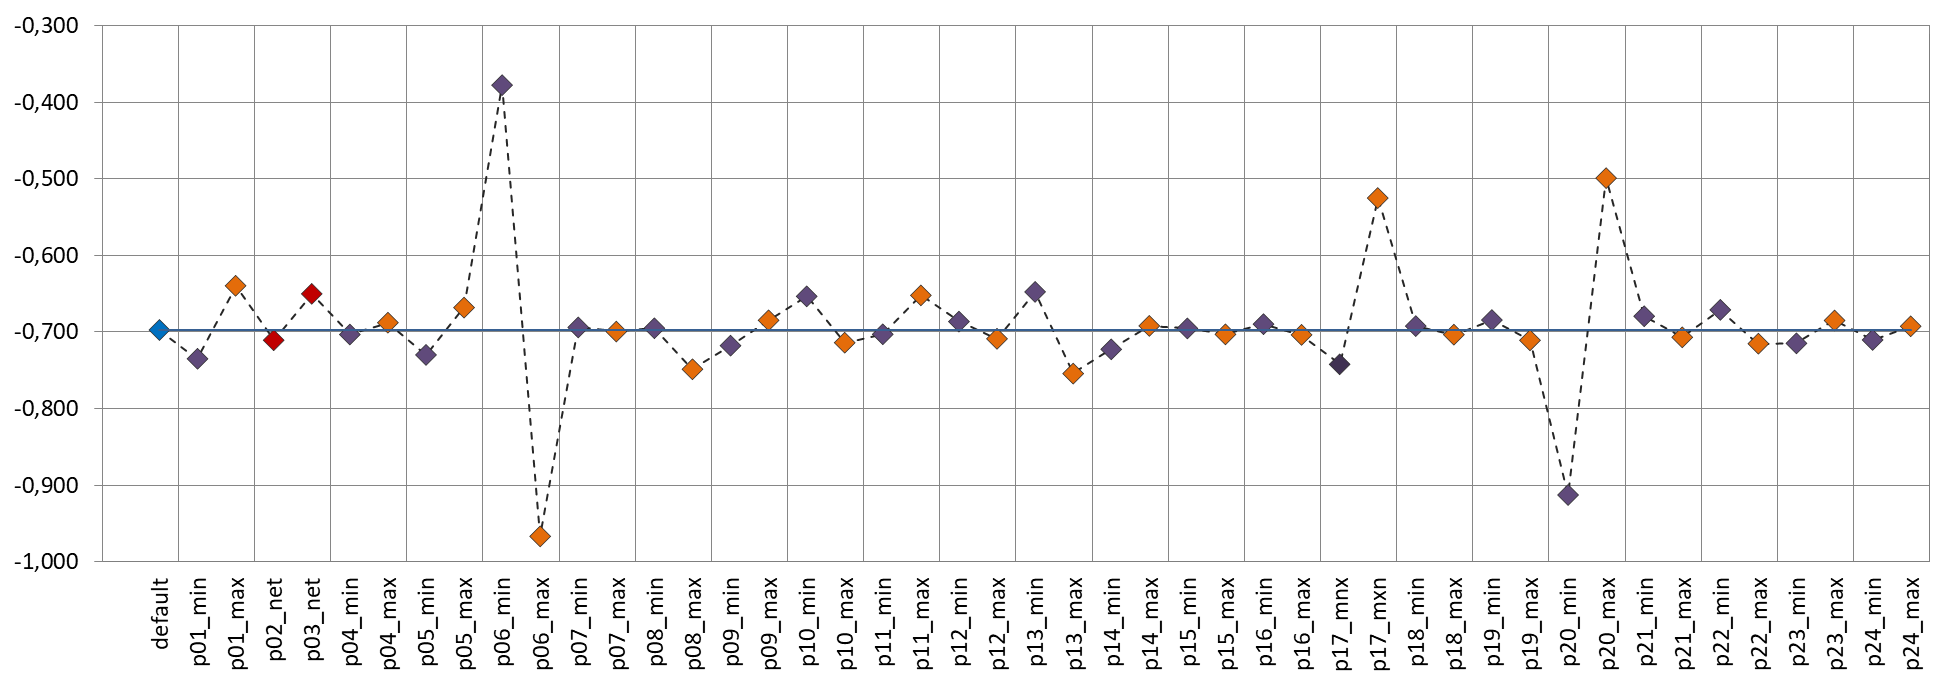 -0,300
-0,400
-0,500
-0,600
-0,700
-0,800
-0,900
-1,000
default
p01_min
p01_max
p02_net
p03_net
p04_min
p04_max
p05_min
p05_max
p06_min
p06_max
p07_min
p07_max
p08_min
p08_max
p09_min
p09_max
p10_min
p10_max
p11_min
p11_max
p12_min
p12_max
p13_min
p13_max
p14_min
p14_max
p15_min
p15_max
p16_min
p16_max
p17_mnx
p17_mxn
p18_min
p18_max
p19_min
p19_max
p20_min
p20_max
p21_min
p21_max
p22_min
p22_max
p23_min
p23_max
p24_min
p24_max